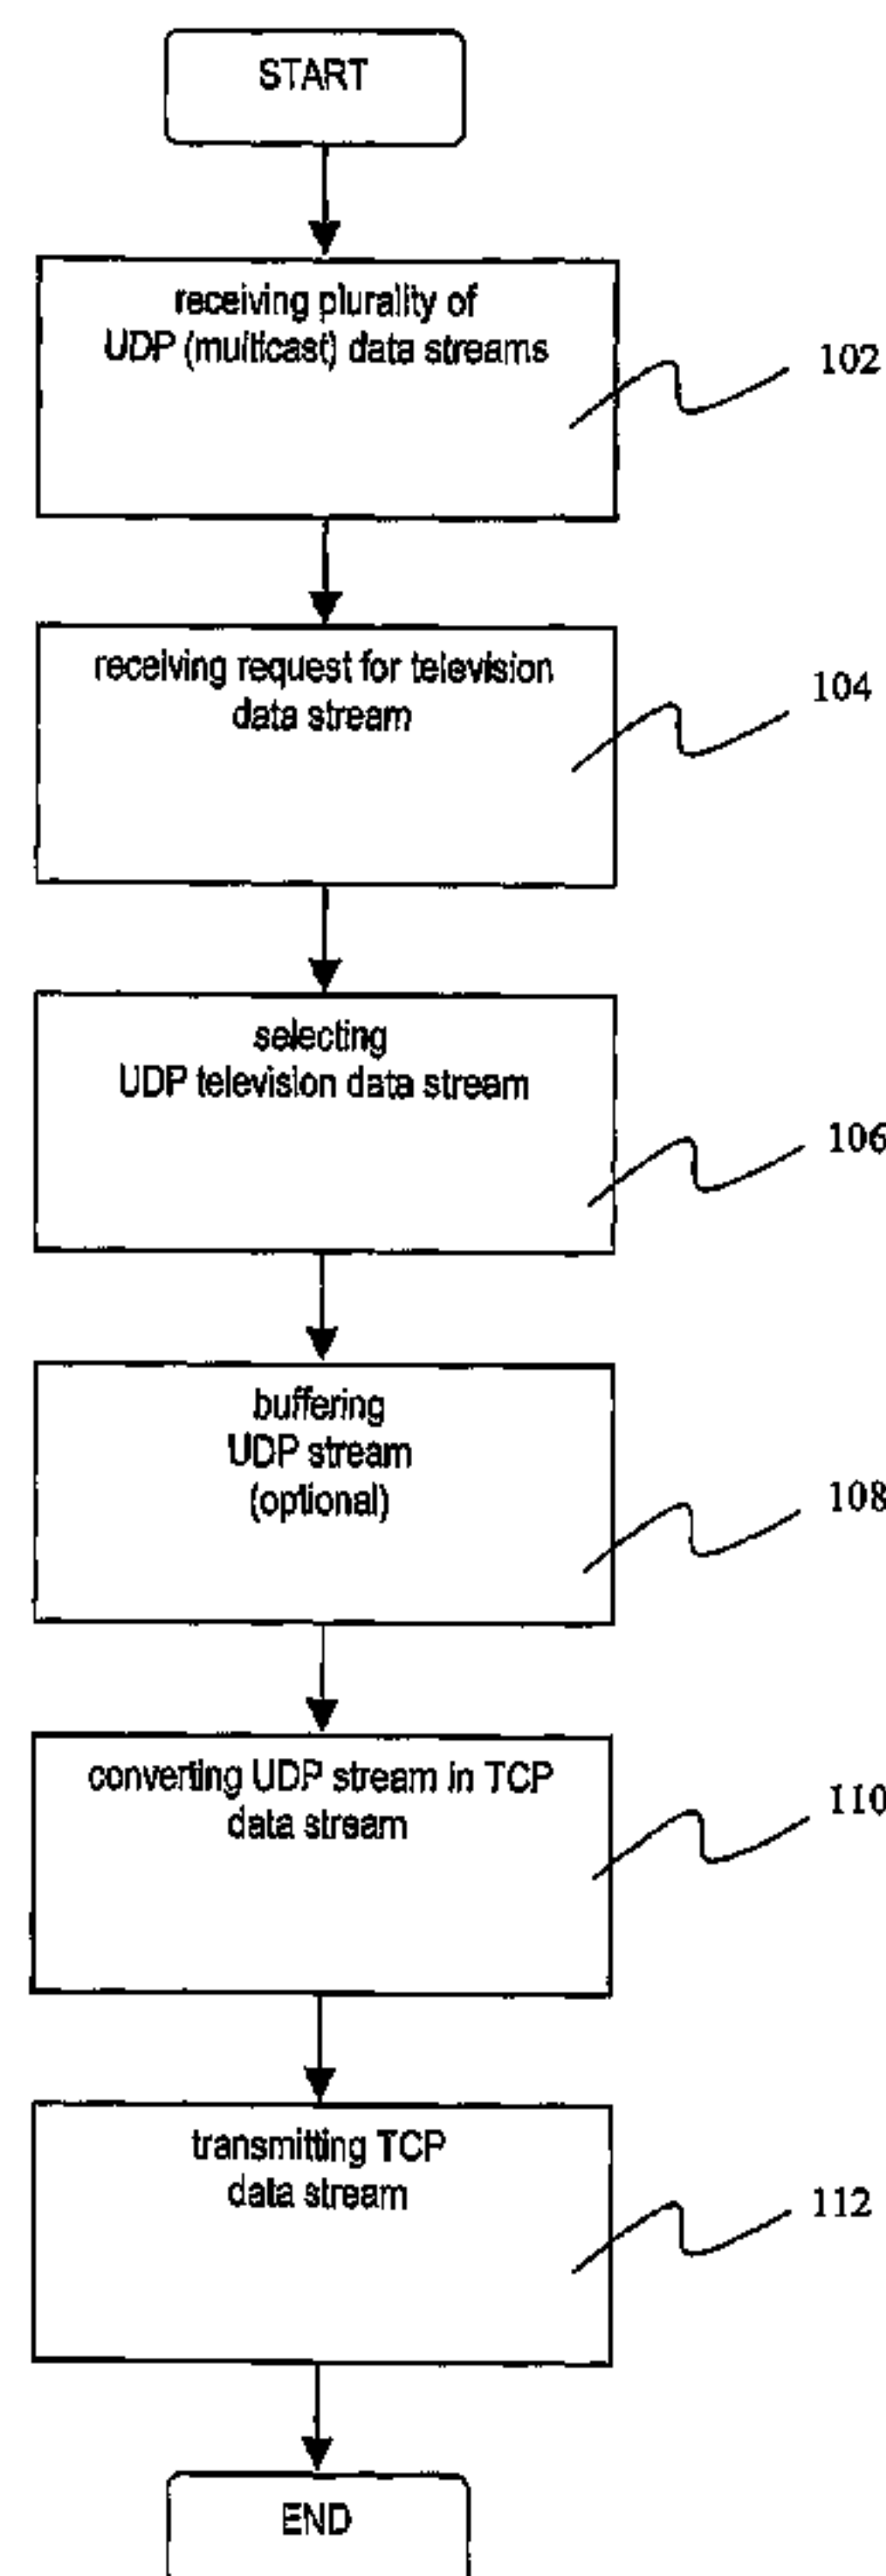 START
receiving plurality of
UDP (multicast) data streams
102
receiving request for television
data stream
104
selecting
UDP television data stream
106
buffering
UDP stream
(optional)
108
converting UDP stream in TCP
data stream
110
transmitting TCP
data stream
112
END